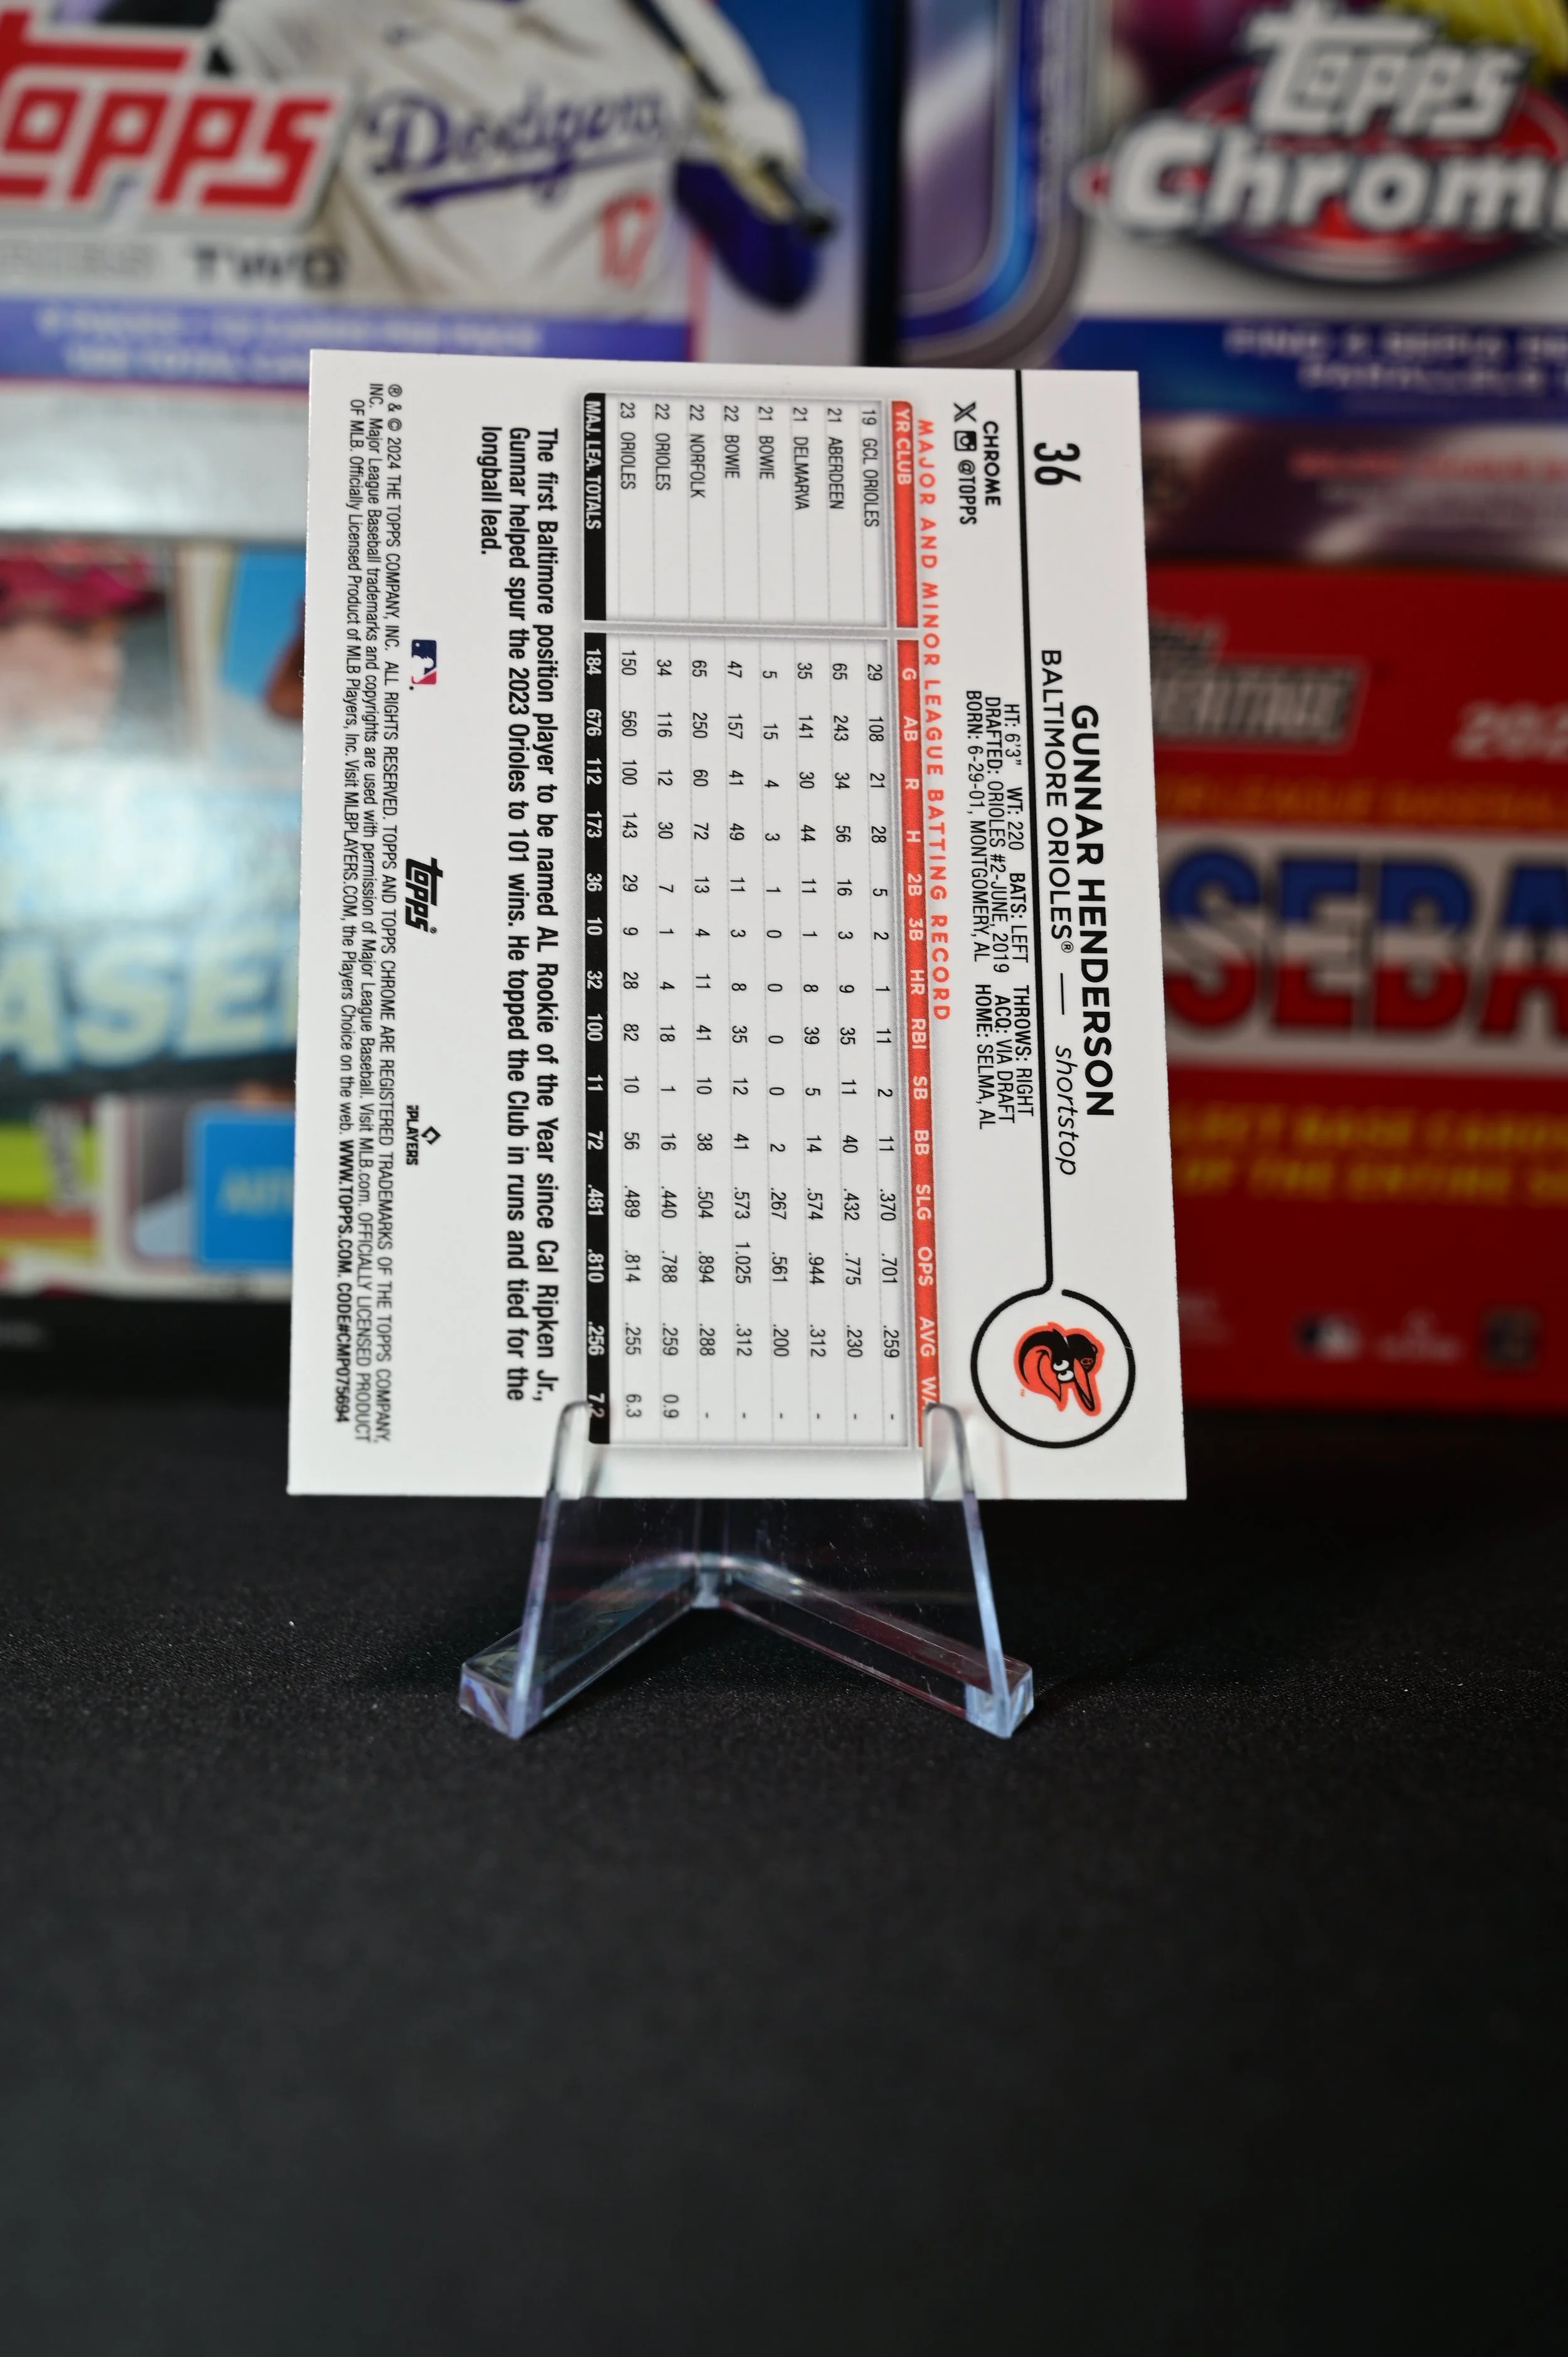 Topps
Dodgers
17
SERIES TWO
Topps
Chrome
36
GUNNAR HENDERSON
BALTIMORE ORIOLES® — shortstop
CHROME
@TOPPS
HT: 6'3" WT: 220 BATS: LEFT THROWS: RIGHT
DRAFTED: ORIOLES #2-JUNE, 2019 ACQ: VIA DRAFT
BORN: 6-29-01, MONTGOMERY, AL HOME: SELMA, AL
MAJOR AND MINOR LEAGUE BATTING RECORD
YR CLUB G AB R H 2B 3B HR RBI SB BB SLG OPS AVG
19 GCL ORIOLES 29 108 21 28 5 2 1 11 2 11 .370 .701 .259 -
21 ABERDEEN 65 243 34 56 16 3 9 35 11 40 .432 .775 .230 -
21 DELMARVA 35 141 30 44 11 1 8 39 5 14 .574 .944 .312 -
21 BOWIE 5 15 4 3 1 0 0 0 0 2 .267 .561 .200 -
22 BOWIE 47 157 41 49 11 3 8 35 12 41 .573 1.025 .312 -
22 NORFOLK 65 250 60 72 13 4 11 41 10 38 .504 .894 .288 -
22 ORIOLES 34 116 12 30 7 1 4 18 1 16 .440 .788 .259 0.9
23 ORIOLES 150 560 100 143 29 9 28 82 10 56 .489 .814 .255 6.3
MAJ. LEA. TOTALS 184 676 112 173 36 10 32 100 11 72 .481 .810 .256 7.2
The first Baltimore position player to be named AL Rookie of the Year since Cal Ripken Jr.,
Gunnar helped spur the 2023 Orioles to 101 wins. He topped the Club in runs and tied for the
longball lead.
topps®
PLAYERS
® & © 2024 THE TOPPS COMPANY, INC. ALL RIGHTS RESERVED. TOPPS AND TOPPS CHROME ARE REGISTERED TRADEMARKS OF THE TOPPS COMPANY,
INC. Major League Baseball trademarks and copyrights are used with permission of Major League Baseball. Visit MLB.com. OFFICIALLY LICENSED PRODUCT
OF MLB. Officially Licensed Product of MLB Players, Inc. Visit MLBPLAYERS.COM, the Players Choice on the web. WWW.TOPPS.COM. CODE#CMP075694